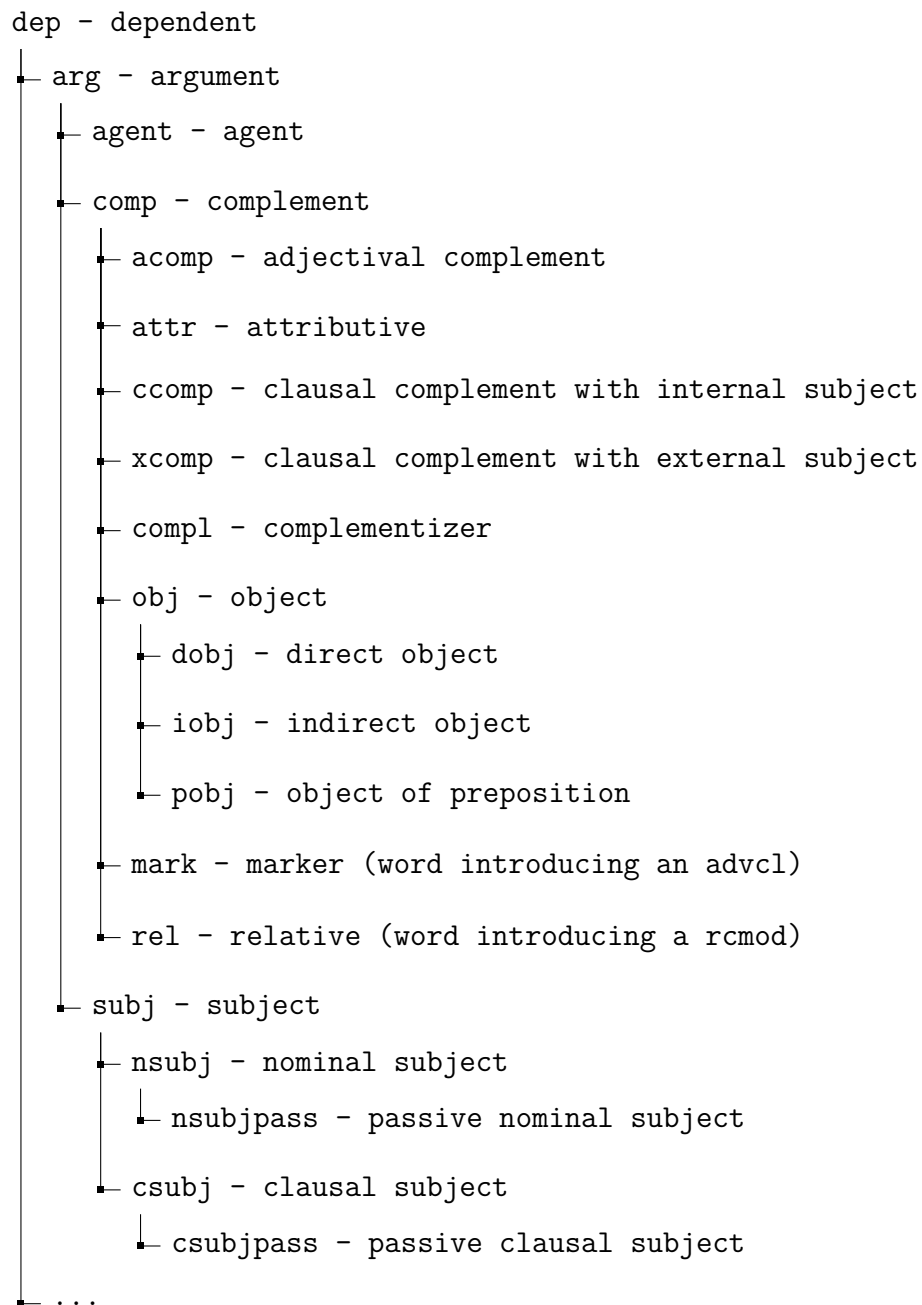 dep - dependent
arg - argument
agent - agent
comp - complement
acomp - adjectival complement
attr - attributive
ccomp - clausal complement with internal subject
xcomp - clausal complement with external subject
compl - complementizer
obj - object
dobj - direct object
iobj - indirect object
pobj - object of preposition
mark - marker (word introducing an advcl)
rel - relative (word introducing a rcmod)
subj - subject
nsubj - nominal subject
nsubjpass - passive nominal subject
csubj - clausal subject
csubjpass - passive clausal subject
...